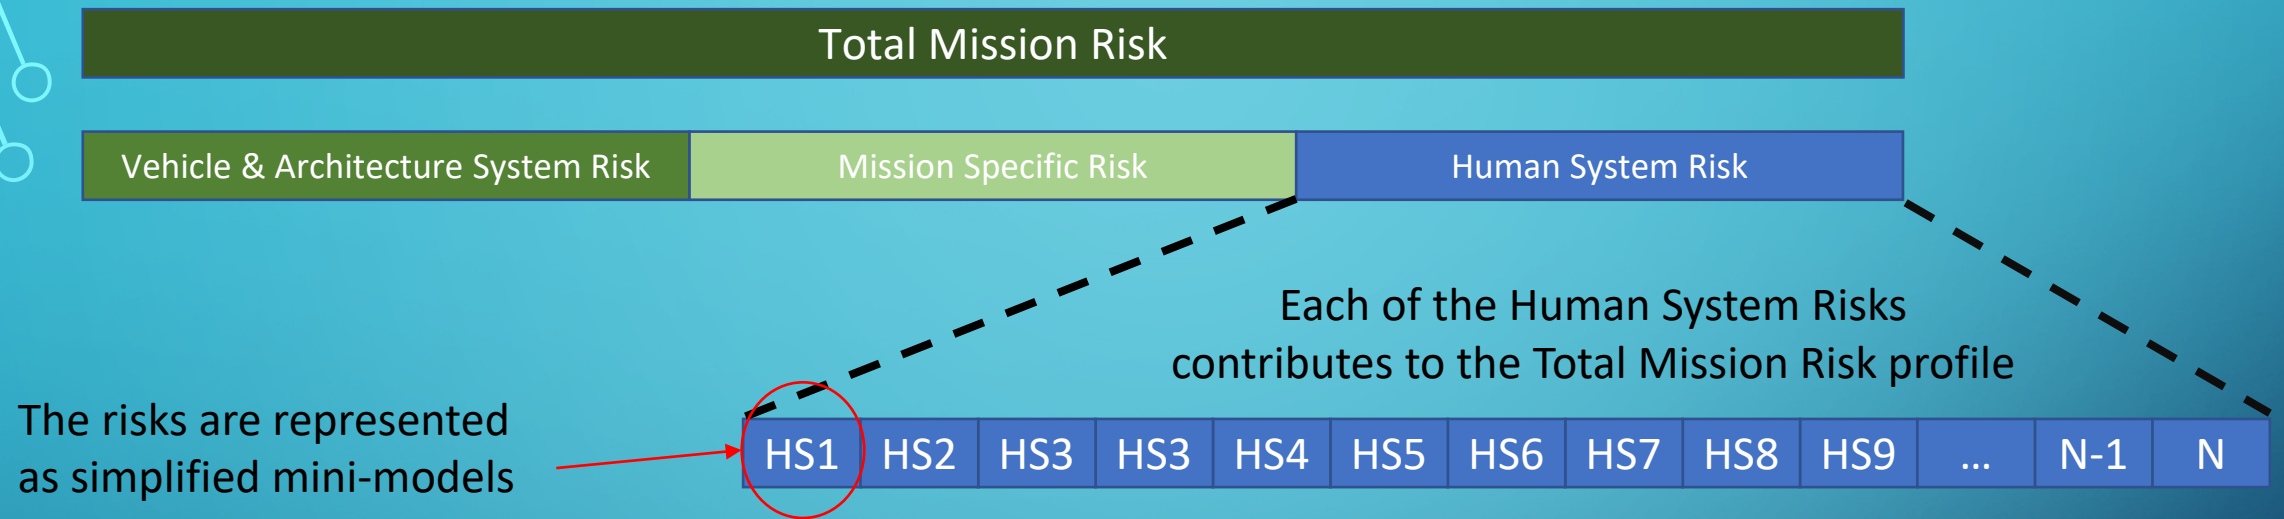 Total Mission Risk
Vehicle & Architecture System Risk
Mission Specific Risk
Human System Risk
Each of the Human System Risks
contributes to the Total Mission Risk profile
The risks are represented
as simplified mini-models
HS1 HS2 HS3 HS3 HS4 HS5 HS6 HS7 HS8 HS9 ... N-1 N